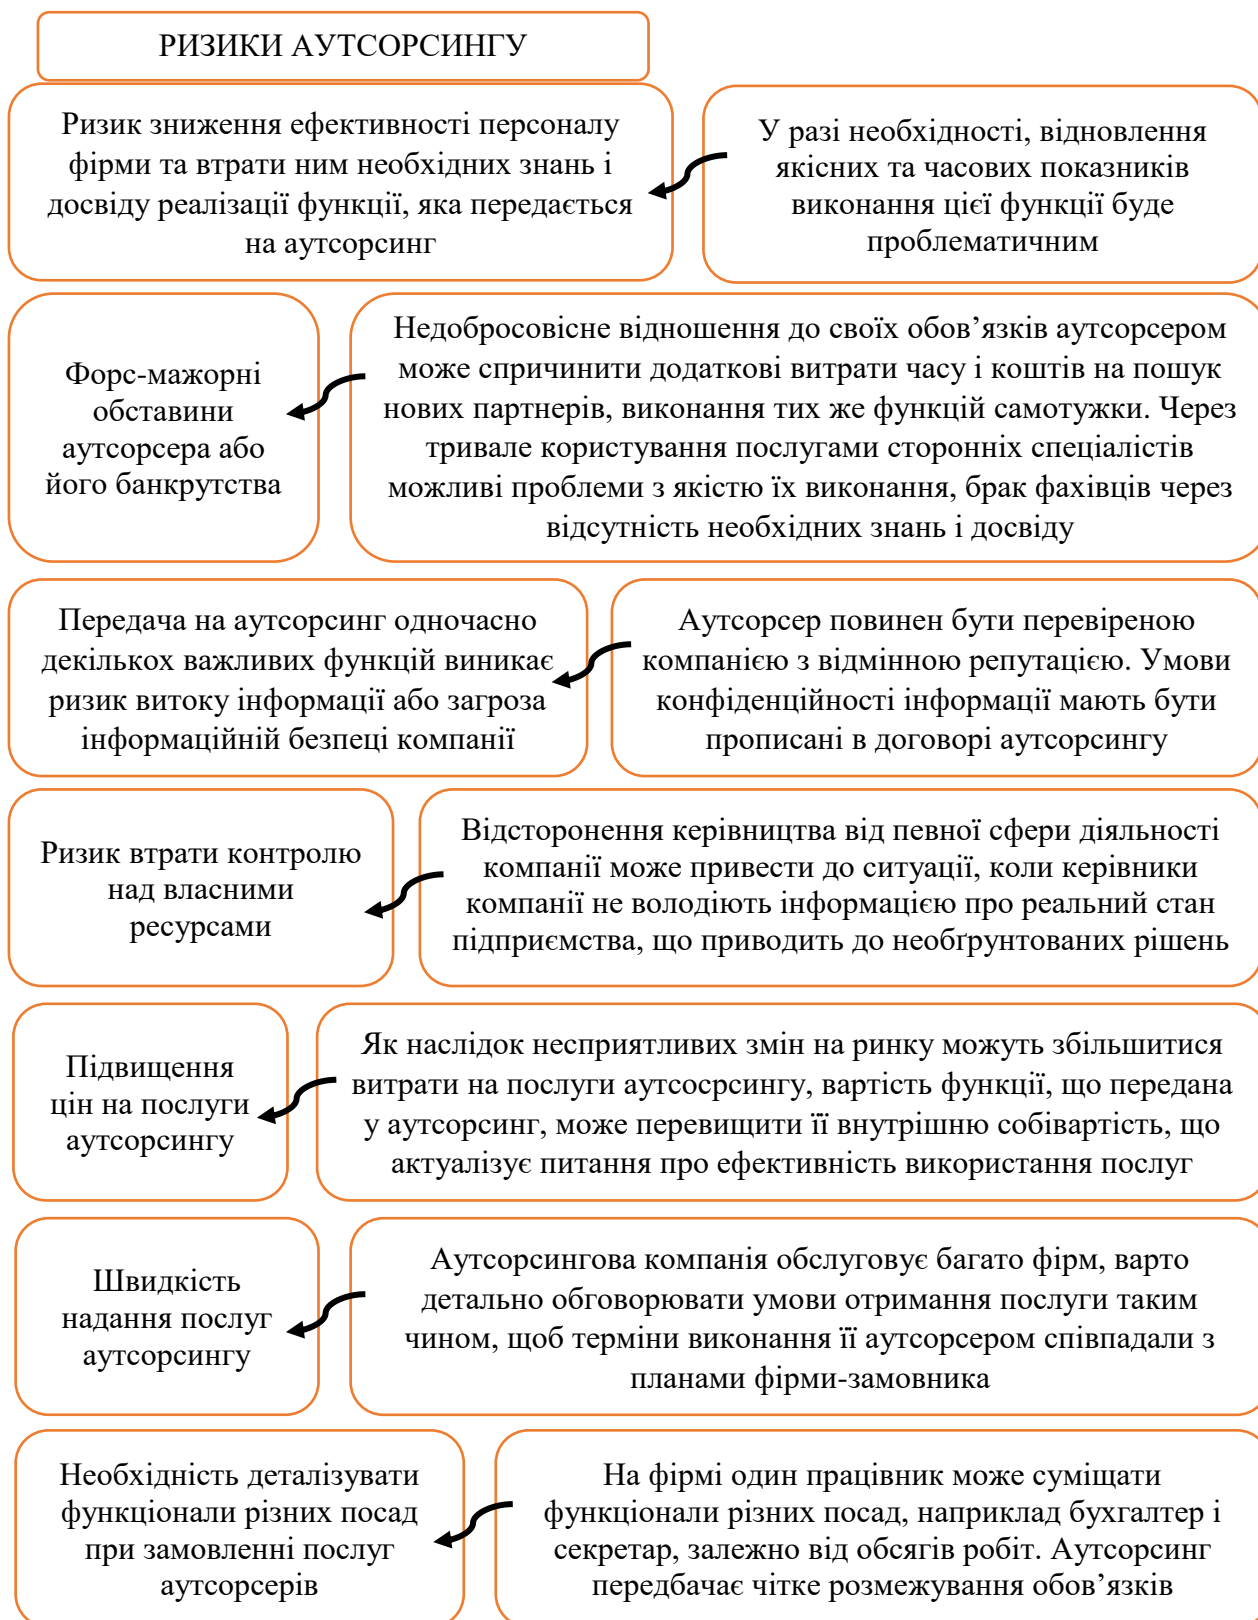 РИЗИКИ АУТСОРСИНГУ
Ризик зниження ефективності персоналу
фірми та втрати ним необхідних знань і
досвіду реалізації функції, яка передається
на аутсорсинг
У разі необхідності, відновлення
якісних та часових показників
виконання цієї функції буде
проблематичним
Форс-мажорні
обставини
аутсорсера або
його банкрутства
Недобросовісне відношення до своїх обов’язків аутсорсером
може спричинити додаткові витрати часу і коштів на пошук
нових партнерів, виконання тих же функцій самотужки. Через
тривале користування послугами сторонніх спеціалістів
можливі проблеми з якістю їх виконання, брак фахівців через
відсутність необхідних знань і досвіду
Передача на аутсорсинг одночасно
декількох важливих функцій виникає
ризик витоку інформації або загроза
інформаційній безпеці компанії
Аутсорсер повинен бути перевіреною
компанією з відмінною репутацією. Умови
конфіденційності інформації мають бути
прописані в договорі аутсорсингу
Ризик втрати контролю
над власними
ресурсами
Відсторонення керівництва від певної сфери діяльності
компанії може привести до ситуації, коли керівники
компанії не володіють інформацією про реальний стан
підприємства, що приводить до необґрунтованих рішень
Підвищення
цін на послуги
аутсорсингу
Як наслідок несприятливих змін на ринку можуть збільшитися
витрати на послуги аутсосрсингу, вартість функції, що передана
у аутсорсинг, може перевищити її внутрішню собівартість, що
актуалізує питання про ефективність використання послуг
Швидкість
надання послуг
аутсорсингу
Аутсорсингова компанія обслуговує багато фірм, варто
детально обговорювати умови отримання послуги таким
чином, щоб терміни виконання її аутсорсером співпадали з
планами фірми-замовника
Необхідність деталізувати
функціонали різних посад
при замовленні послуг
аутсорсерів
На фірмі один працівник може суміщати
функціонали різних посад, наприклад бухгалтер і
секретар, залежно від обсягів робіт. Аутсорсинг
передбачає чітке розмежування обов’язків